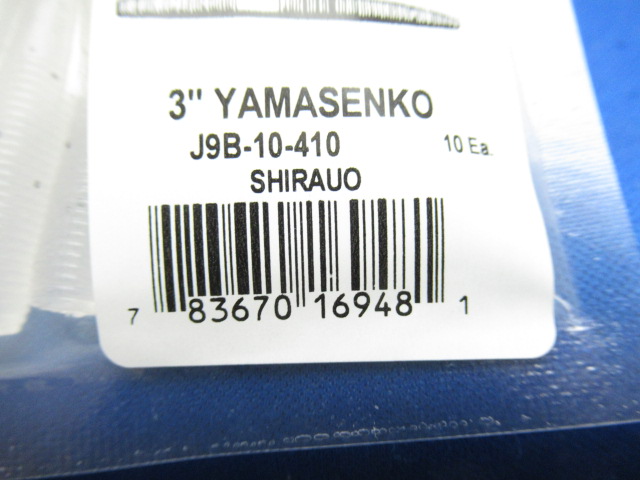 3" YAMASENKO
J9B-10-410 10 Ea.
SHIRAUO
7 83670 16948 1